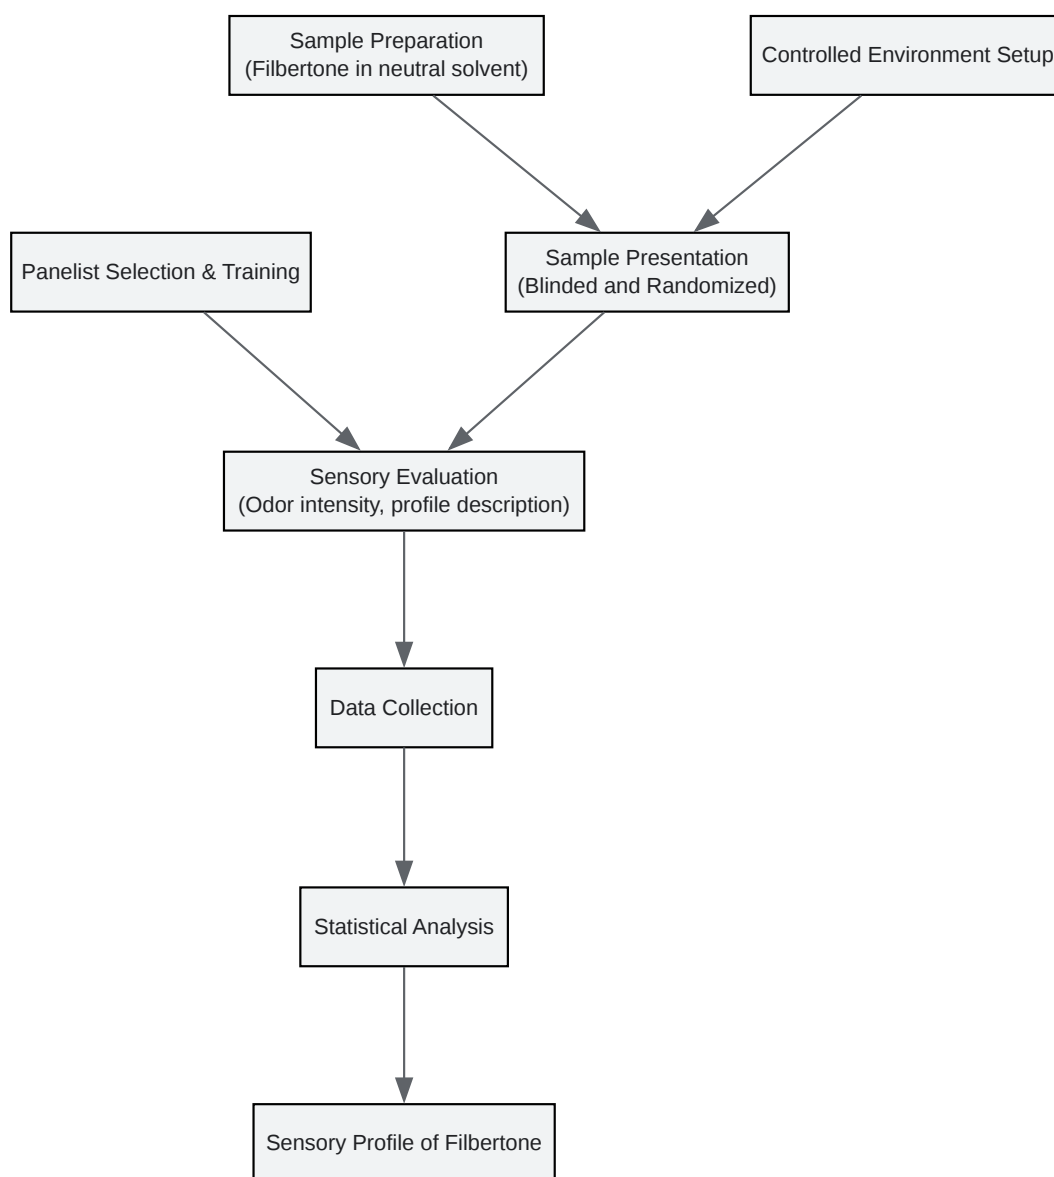 Sample Preparation
(Filbertone in neutral solvent)
Controlled Environment Setup
Panelist Selection & Training
Sample Presentation
(Blinded and Randomized)
Sensory Evaluation
(Odor intensity, profile description)
Data Collection
Statistical Analysis
Sensory Profile of Filbertone